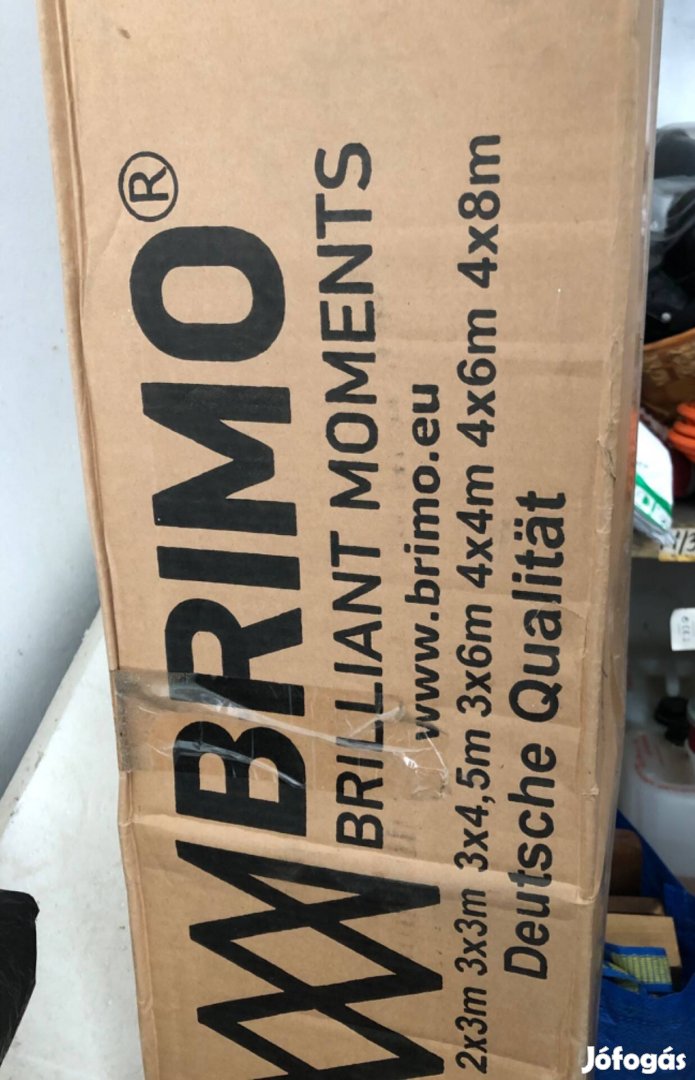 BRIMO®
BRILLIANT MOMENTS
www.brimo.eu
2x3m 3x3m 3x4,5m 3x6m 4x4m 4x6m 4x8m
Deutsche Qualität
Jófogás